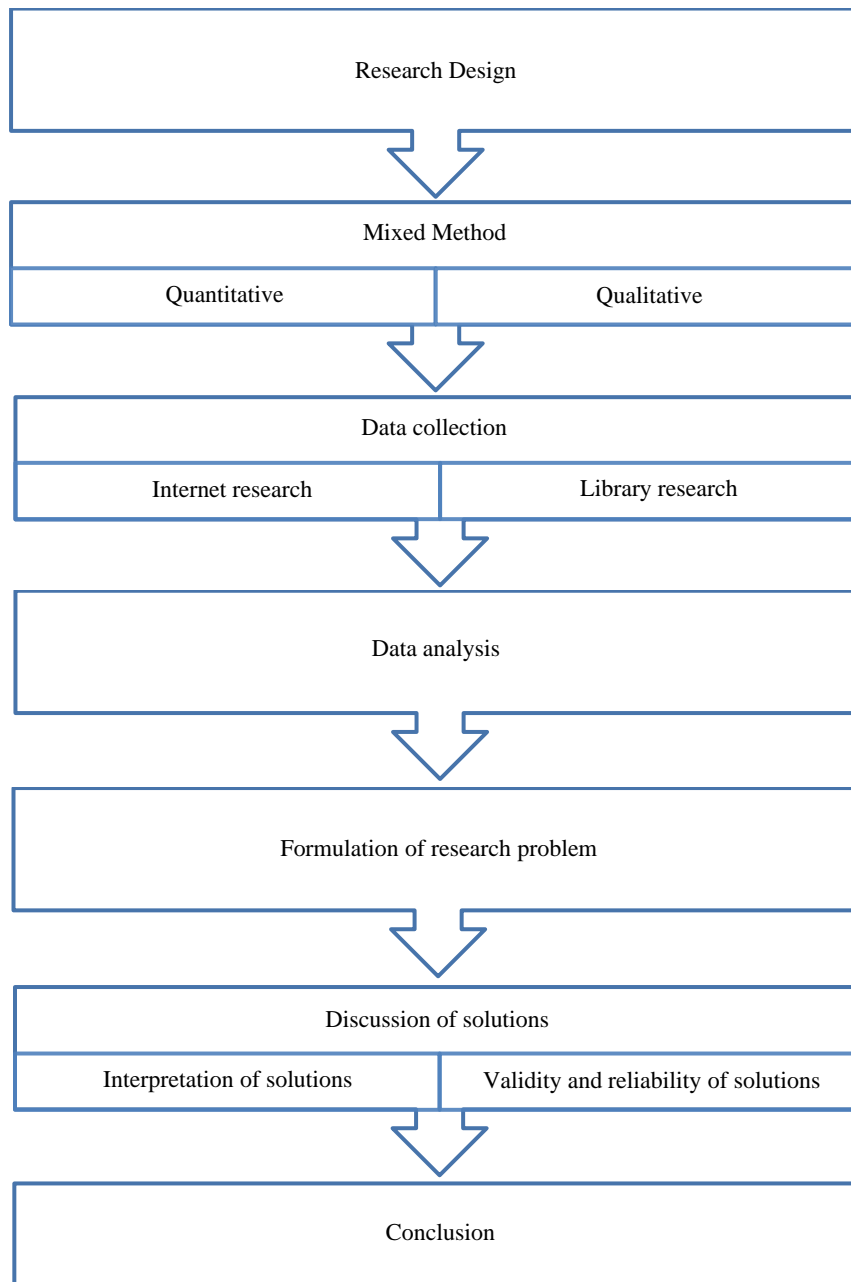 Research Design
Mixed Method
Quantitative
Qualitative
Data collection
Internet research
Library research
Data analysis
Formulation of research problem
Discussion of solutions
Interpretation of solutions
Validity and reliability of solutions
Conclusion